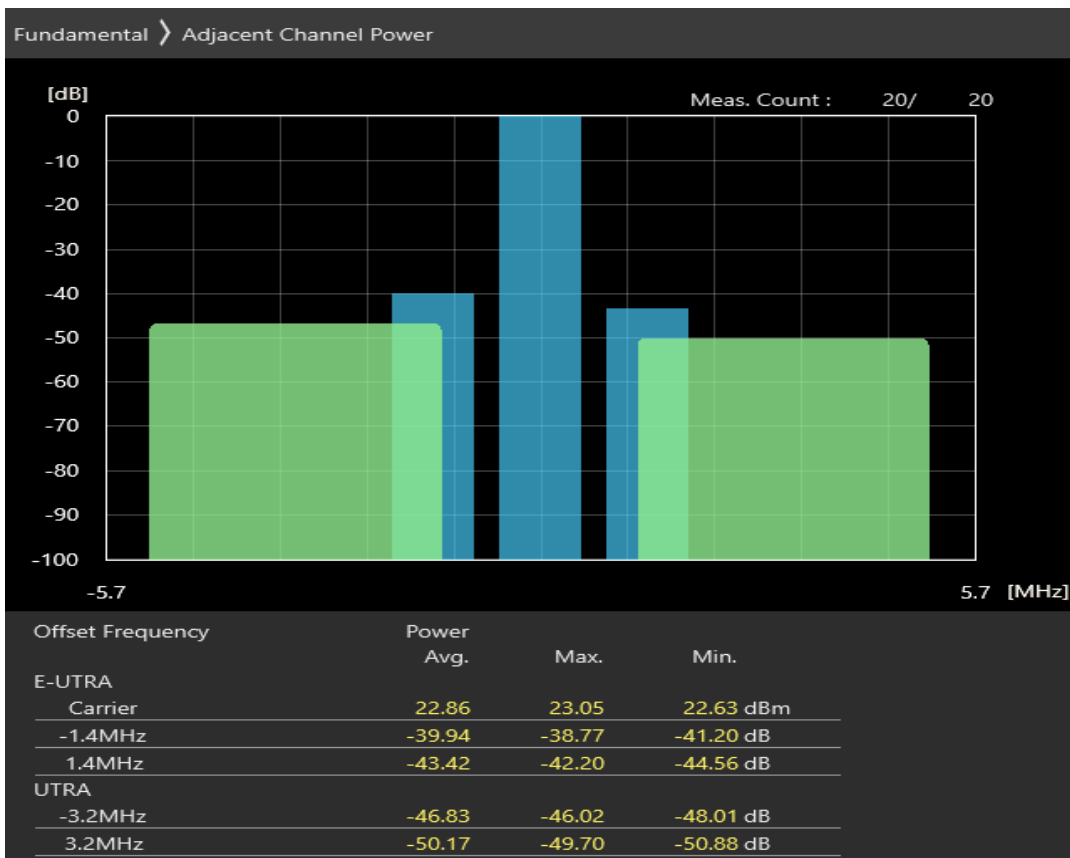 Fundamental 〉 Adjacent Channel Power
[dB]
Meas. Count : 20/ 20
0
-10
-20
-30
-40
-50
-60
-70
-80
-90
-100
-5.7 5.7 [MHz]
Offset Frequency Power
Avg. Max. Min.
E-UTRA
Carrier 22.86 23.05 22.63 dBm
-1.4MHz -39.94 -38.77 -41.20 dB
1.4MHz -43.42 -42.20 -44.56 dB
UTRA
-3.2MHz -46.83 -46.02 -48.01 dB
3.2MHz -50.17 -49.70 -50.88 dB